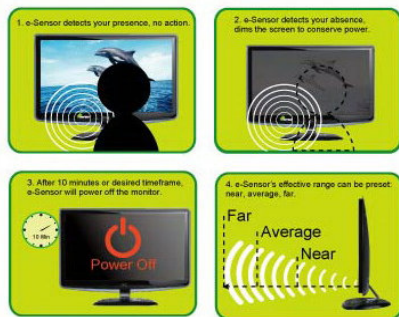 1. e-Sensor detects your presence, no action.
2. e-Sensor detects your absence,
dims the screen to conserve power.
3. After 10 minutes or desired timeframe,
e-Sensor will power off the monitor.
10 Min
Power Off
4. e-Sensor's effective range can be preset:
near, average, far.
Far
Average
Near